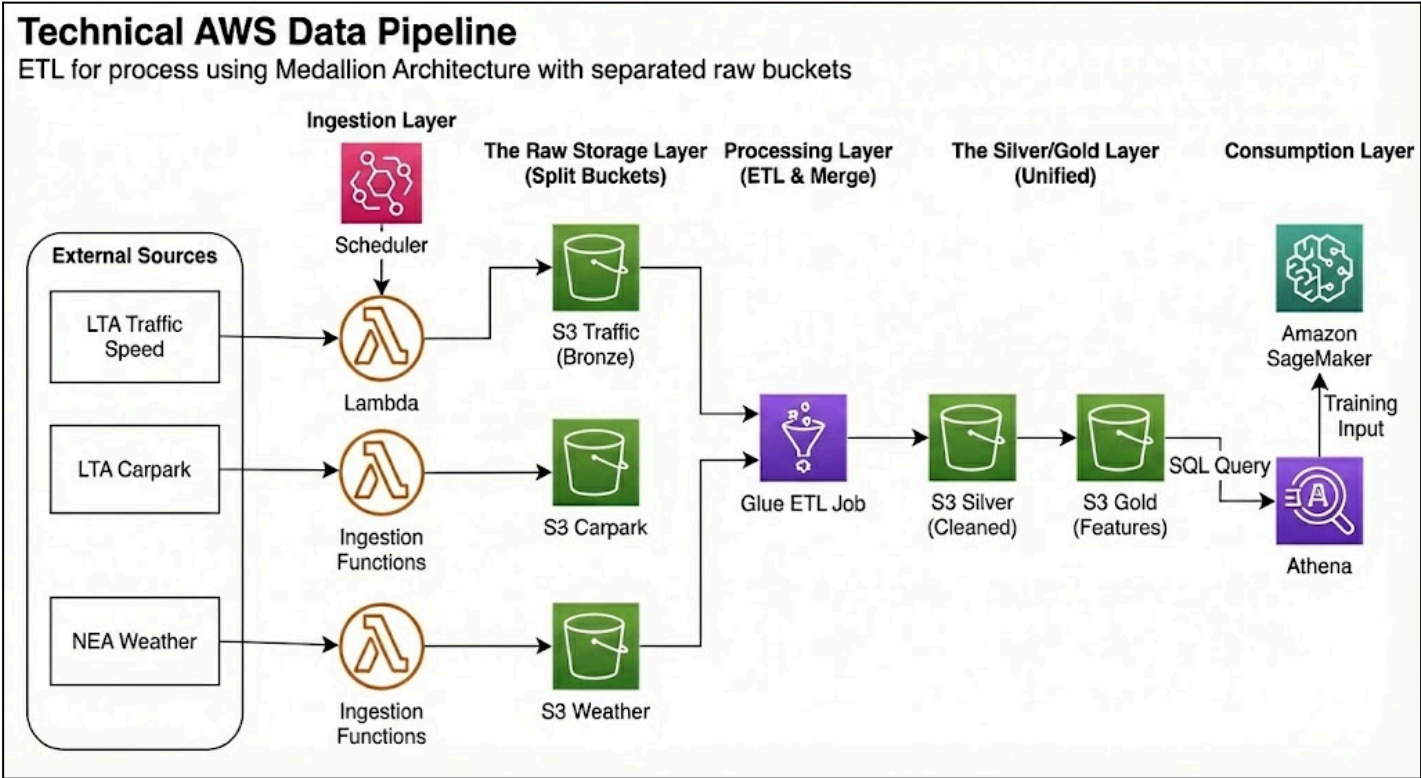 Technical AWS Data Pipeline
ETL for process using Medallion Architecture with separated raw buckets
Ingestion Layer
The Raw Storage Layer
(Split Buckets)
Processing Layer
(ETL & Merge)
The Silver/Gold Layer
(Unified)
Consumption Layer
Scheduler
External Sources
LTA Traffic
Speed
Lambda
S3 Traffic
(Bronze)
Amazon
SageMaker
Training
Input
LTA Carpark
Ingestion
Functions
S3 Carpark
Glue ETL Job
S3 Silver
(Cleaned)
S3 Gold
(Features)
SQL Query
A
Athena
NEA Weather
Ingestion
Functions
S3 Weather